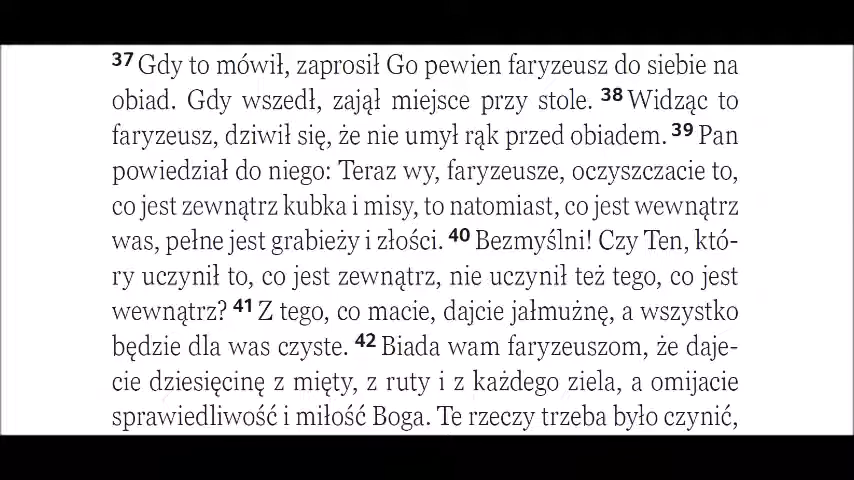 37 Gdy to mówił, zaprosił Go pewien faryzeusz do siebie na
obiad. Gdy wszedł, zajął miejsce przy stole. 38 Widząc to
faryzeusz, dziwił się, że nie umył rąk przed obiadem. 39 Pan
powiedział do niego: Teraz wy, faryzeusze, oczyszczacie to,
co jest zewnątrz kubka i misy, to natomiast, co jest wewnątrz
was, pełne jest grabieży i złości. 40 Bezmyślni! Czy Ten, któ-
ry uczynił to, co jest zewnątrz, nie uczynił też tego, co jest
wewnątrz? 41 Z tego, co macie, dajcie jałmużnę, a wszystko
będzie dla was czyste. 42 Biada wam faryzeuszom, że daje-
cie dziesięcinę z mięty, z ruty i z każdego ziela, a omijacie
sprawiedliwość i miłość Boga. Te rzeczy trzeba było czynić,